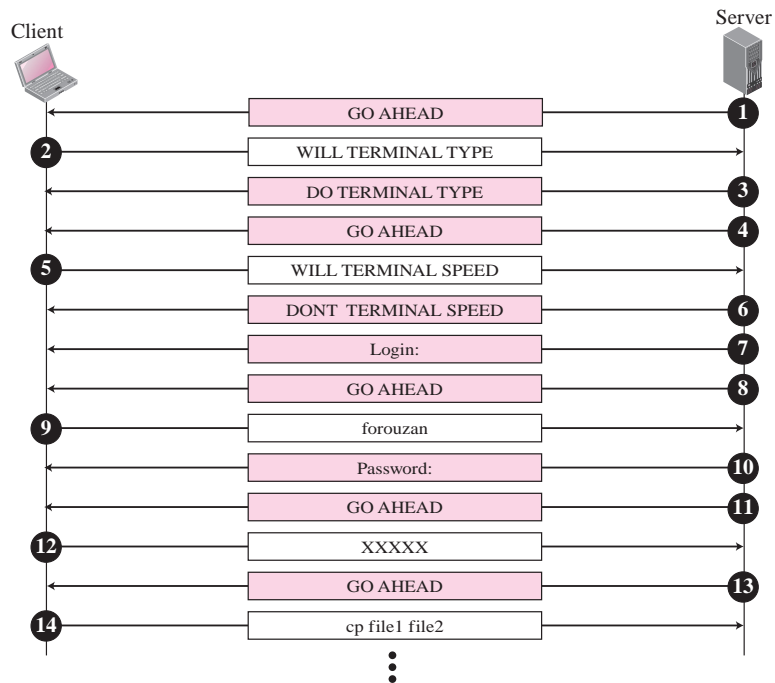 Server
Client
GO AHEAD 1
2 WILL TERMINAL TYPE
DO TERMINAL TYPE 3
GO AHEAD 4
5 WILL TERMINAL SPEED
DONT TERMINAL SPEED 6
Login: 7
GO AHEAD 8
9 forouzan
Password: 10
GO AHEAD 11
12 XXXXX
GO AHEAD 13
14 cp file1 file2